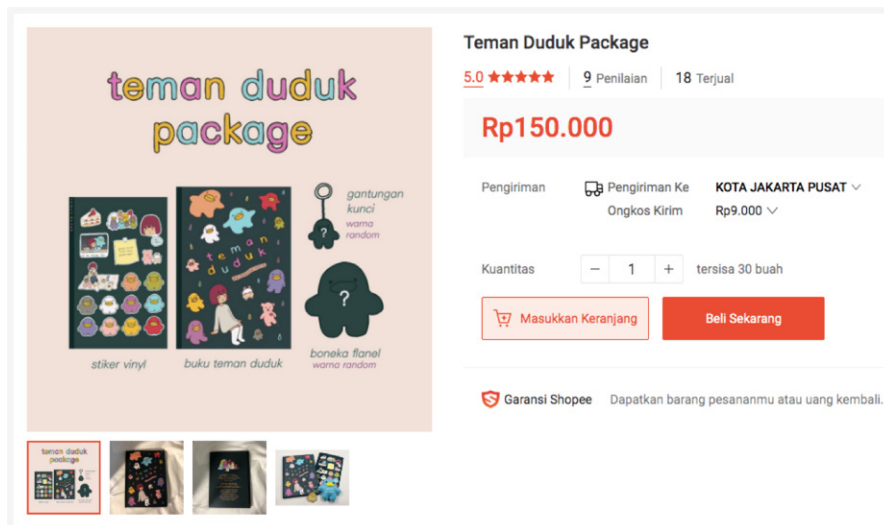 teman duduk
package
gantungan
kunci
warna
random
?
teman
duduk
?
stiker vinyl
buku teman duduk
boneka flanel
warna random
Teman Duduk Package
5.0 ★★★★★ 9 Penilaian 18 Terjual
Rp150.000
Pengiriman Pengiriman Ke KOTA JAKARTA PUSAT
Ongkos Kirim Rp9.000
Kuantitas − 1 + tersisa 30 buah
Masukkan Keranjang Beli Sekarang
Garansi Shopee Dapatkan barang pesananmu atau uang kembali.
teman duduk
package